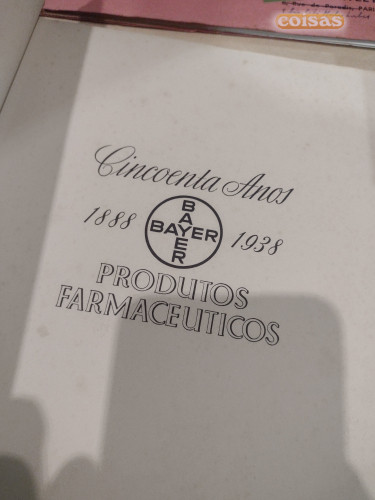 coisas
Cincoenta Anos
1888 BAYER BAYER 1938
PRODUTOS
FARMACEUTICOS